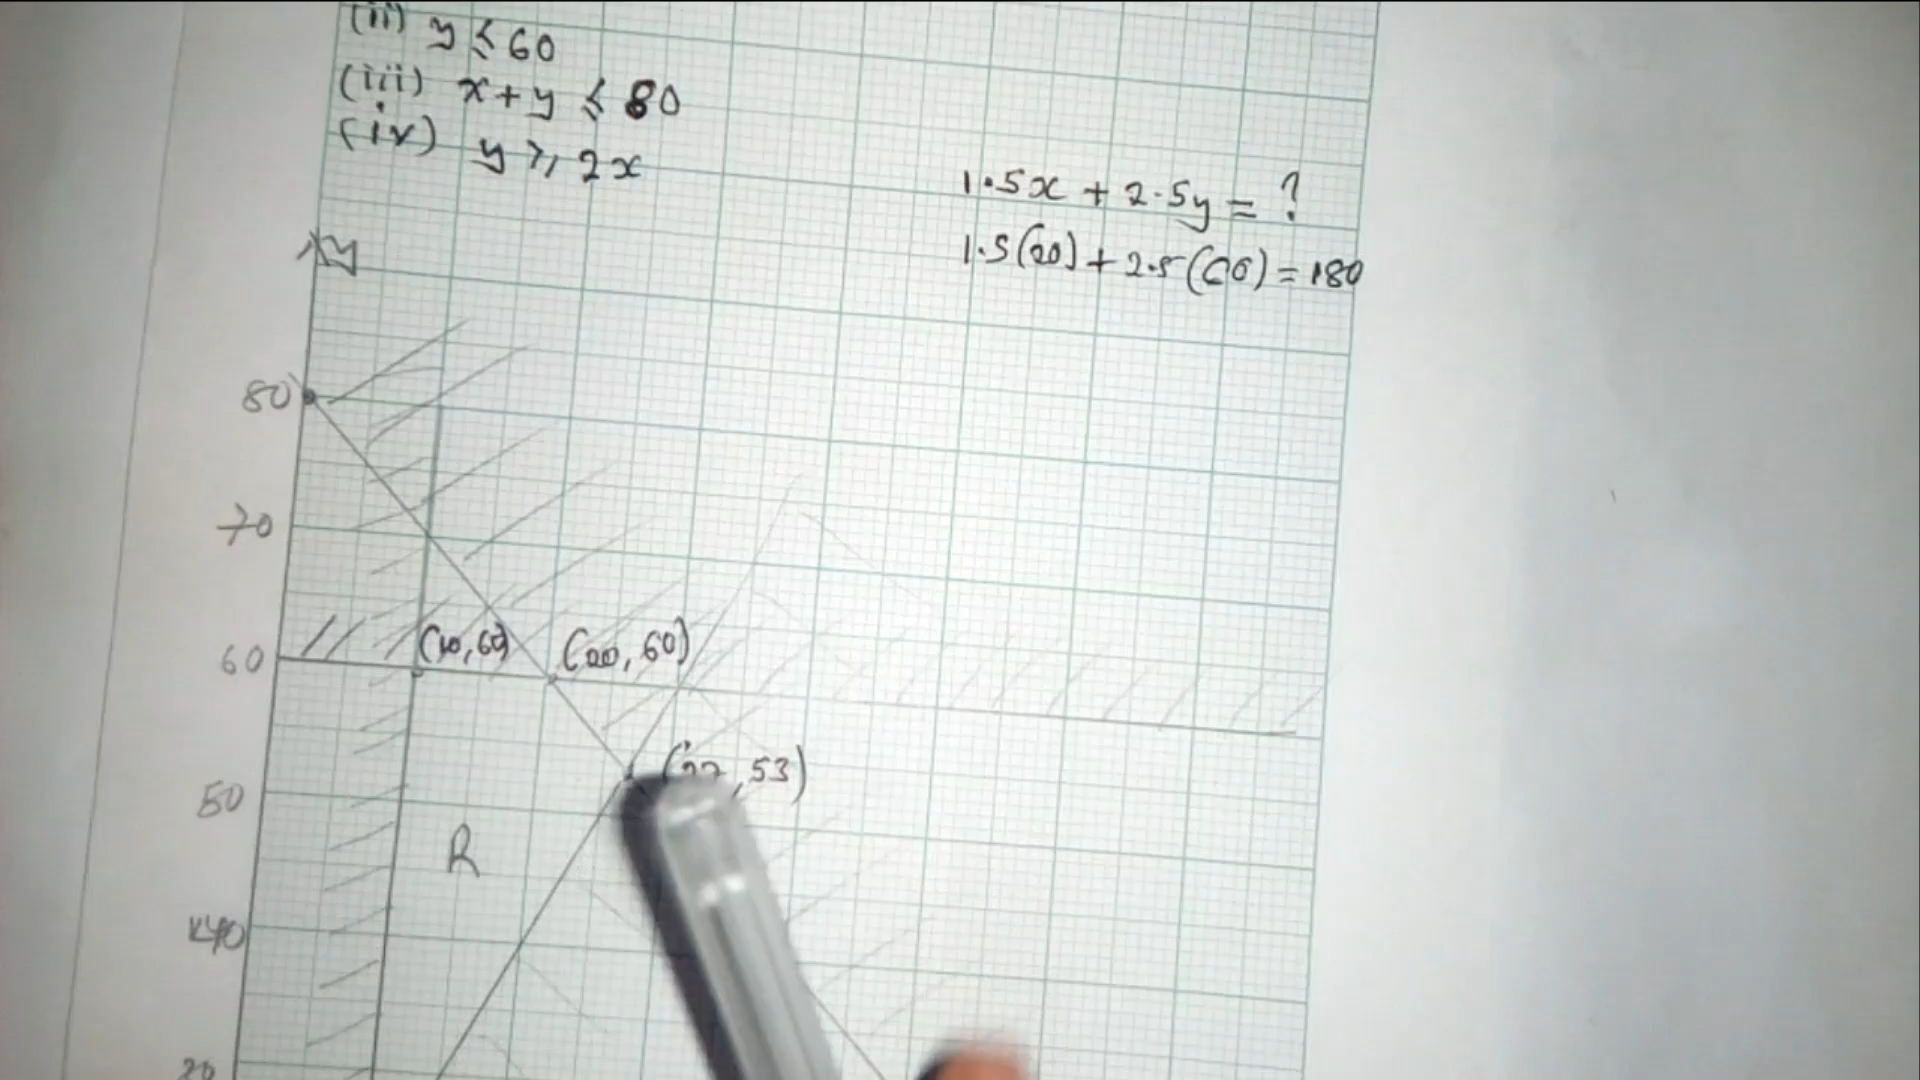 (ii) y ≤ 60
(iii) x + y ≤ 80
(iv) y ≥ 2x
1.5x + 2.5y = ?
1.5(20) + 2.5(60) = 180
y
80
70
60
(10,60)
(20,60)
,53)
50
R
40